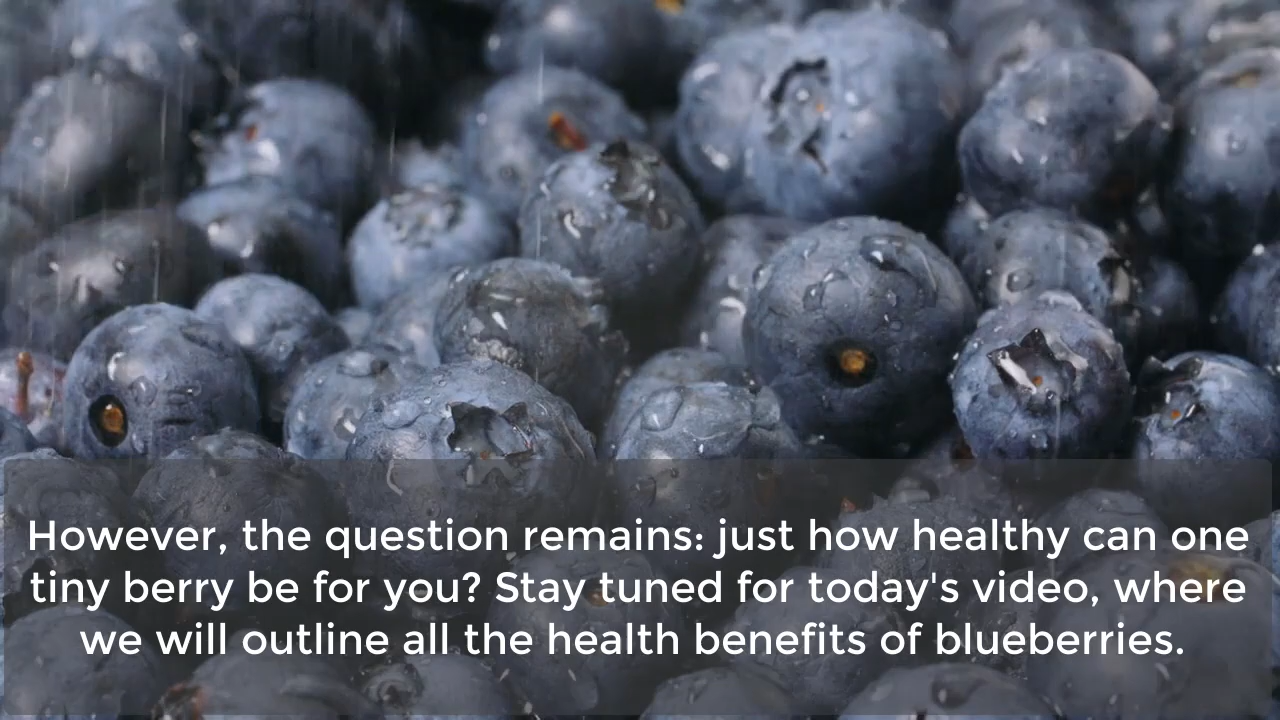 However, the question remains: just how healthy can one
tiny berry be for you? Stay tuned for today's video, where
we will outline all the health benefits of blueberries.